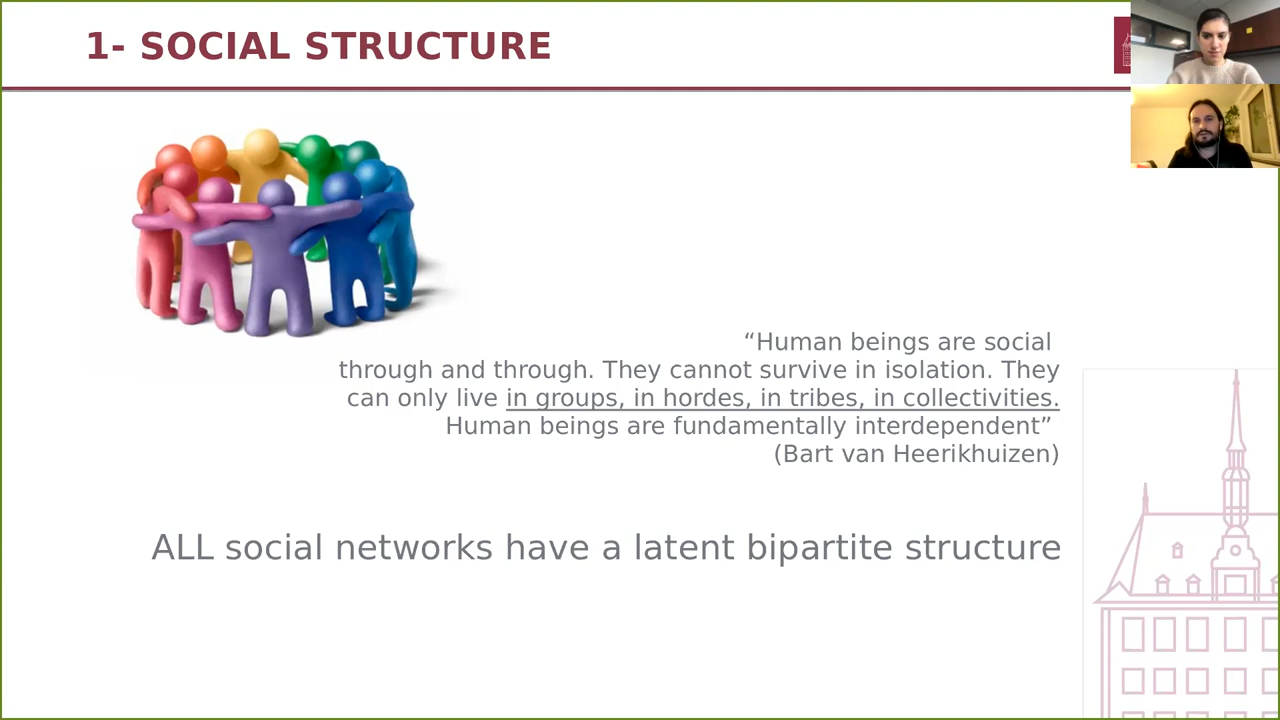 1- SOCIAL STRUCTURE
“Human beings are social
through and through. They cannot survive in isolation. They
can only live in groups, in hordes, in tribes, in collectivities.
Human beings are fundamentally interdependent”
(Bart van Heerikhuizen)
ALL social networks have a latent bipartite structure